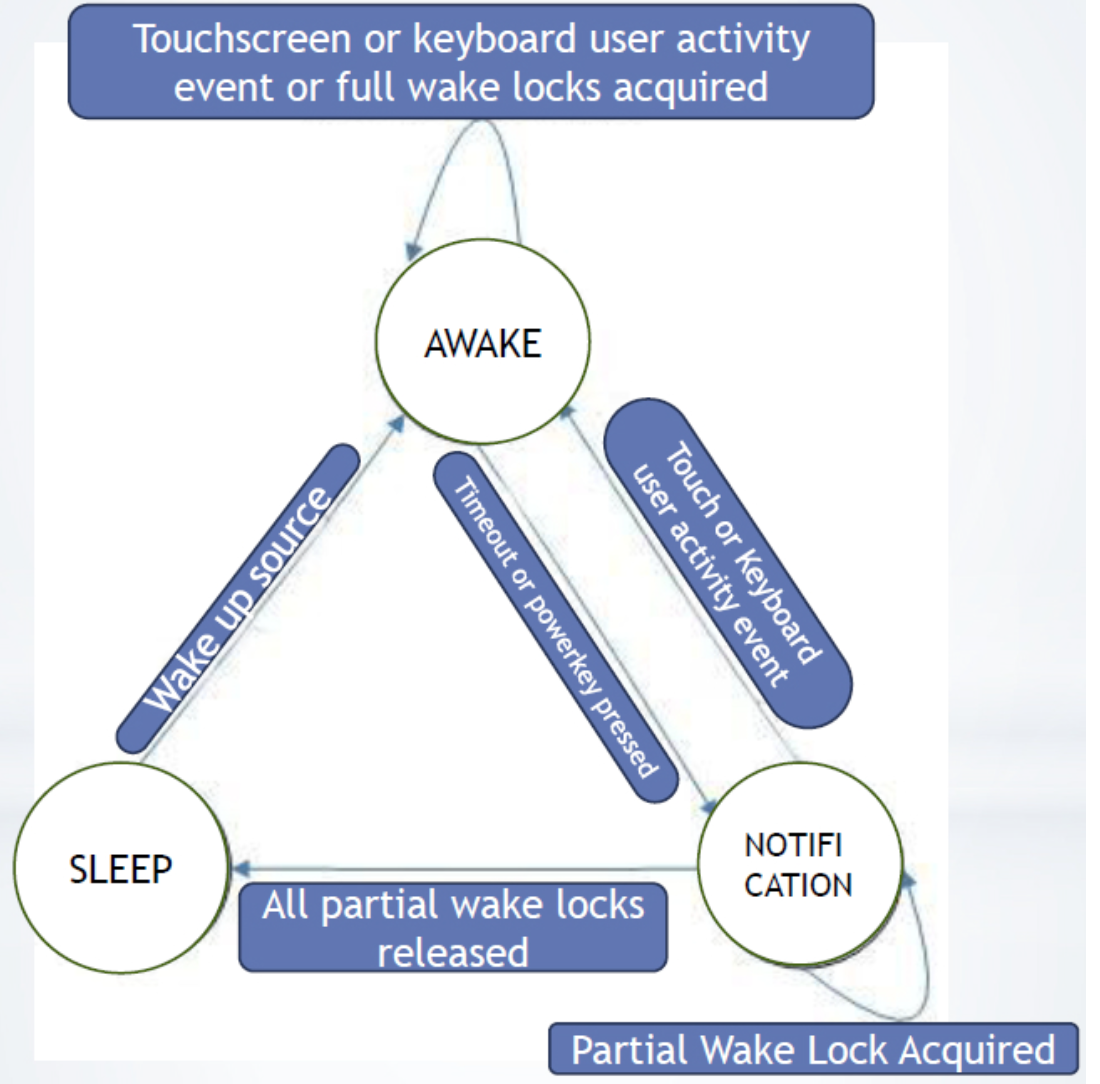 Touchscreen or keyboard user activity
event or full wake locks acquired
AWAKE
Wake up source
Timeout or powerkey pressed
Touch or Keyboard
user activity event
SLEEP
NOTIFI
CATION
All partial wake locks
released
Partial Wake Lock Acquired